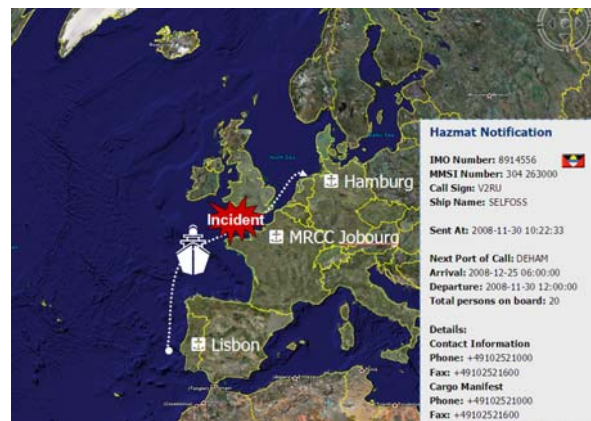 Hamburg
Incident
MRCC Jobourg
Lisbon
Hazmat Notification
IMO Number: 8914556
MMSI Number: 304 263000
Call Sign: V2RU
Ship Name: SELFOSS
Sent At: 2008-11-30 10:22:33
Next Port of Call: DEHAM
Arrival: 2008-12-25 06:00:00
Departure: 2008-11-30 12:00:00
Total persons on board: 20
Details:
Contact Information
Phone: +49102521000
Fax: +49102521600
Cargo Manifest
Phone: +49102521000
Fax: +49102521600